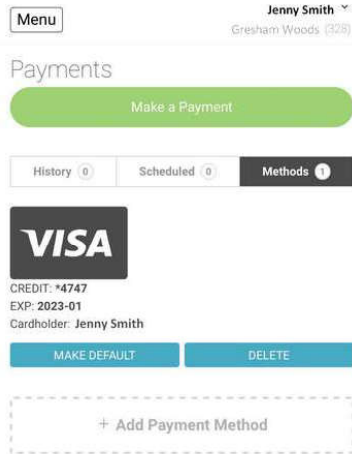 Menu
Jenny Smith
Gresham Woods (328)
Payments
Make a Payment
History 0
Scheduled 0
Methods 1
VISA
CREDIT: *4747
EXP: 2023-01
Cardholder: Jenny Smith
MAKE DEFAULT
DELETE
+ Add Payment Method